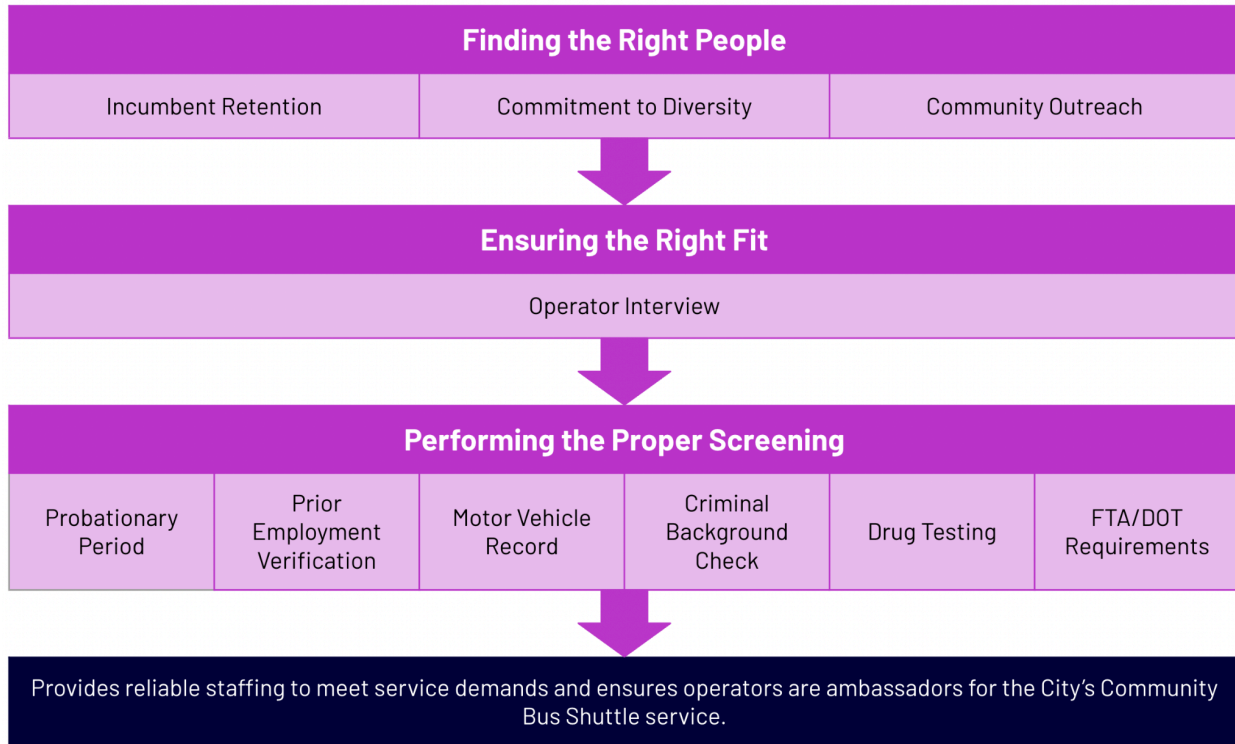 Finding the Right People
Incumbent Retention
Commitment to Diversity
Community Outreach
Ensuring the Right Fit
Operator Interview
Performing the Proper Screening
Probationary
Period
Prior
Employment
Verification
Motor Vehicle
Record
Criminal
Background
Check
Drug Testing
FTA/DOT
Requirements
Provides reliable staffing to meet service demands and ensures operators are ambassadors for the City’s Community
Bus Shuttle service.